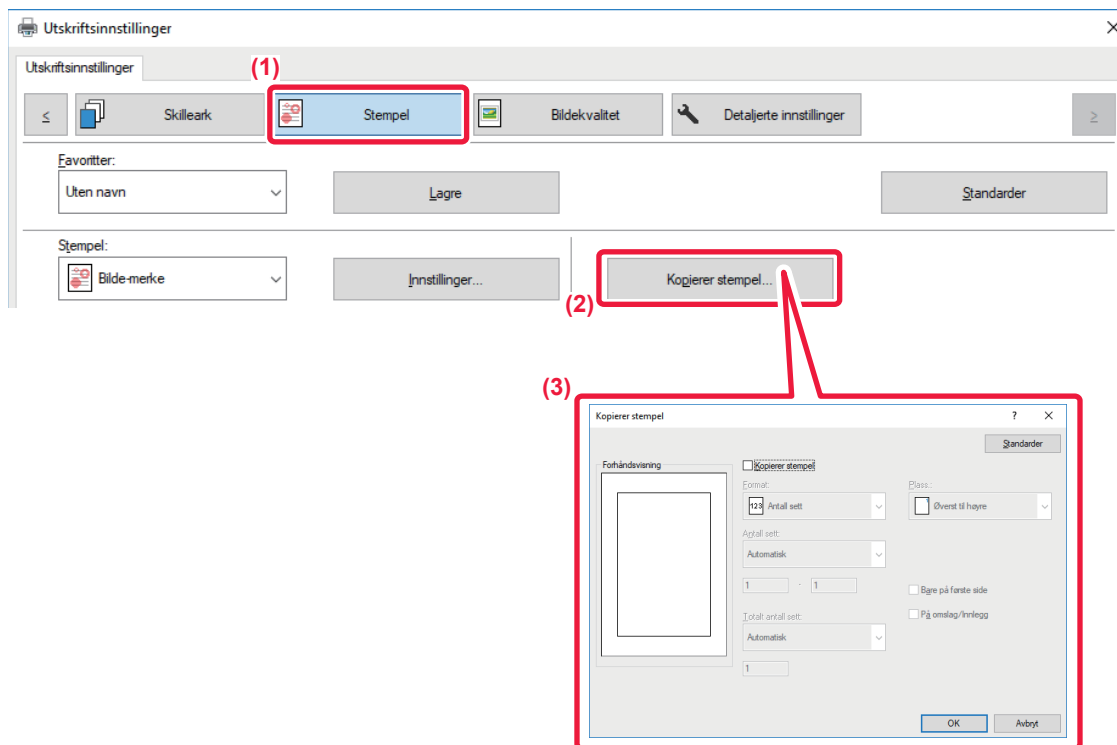 Utskriftsinnstillinger
Utskriftsinnstillinger
(1)
≤ Skilleark Stempel Bildekvalitet Detaljerte innstillinger ≥
Favoritter:
Uten navn Lagre Standarder
Stempel:
Bilde-merke Innstillinger... Kopierer stempel...
(2)
(3)
Kopierer stempel ?
Standarder
Forhåndsvisning Kopierer stempel
Format: Plass.:
123 Antall sett Øverst til høyre
Antall sett:
Automatisk
1 - 1 Bare på første side
Totalt antall sett: På omslag/Innlegg
Automatisk
1
OK Avbryt